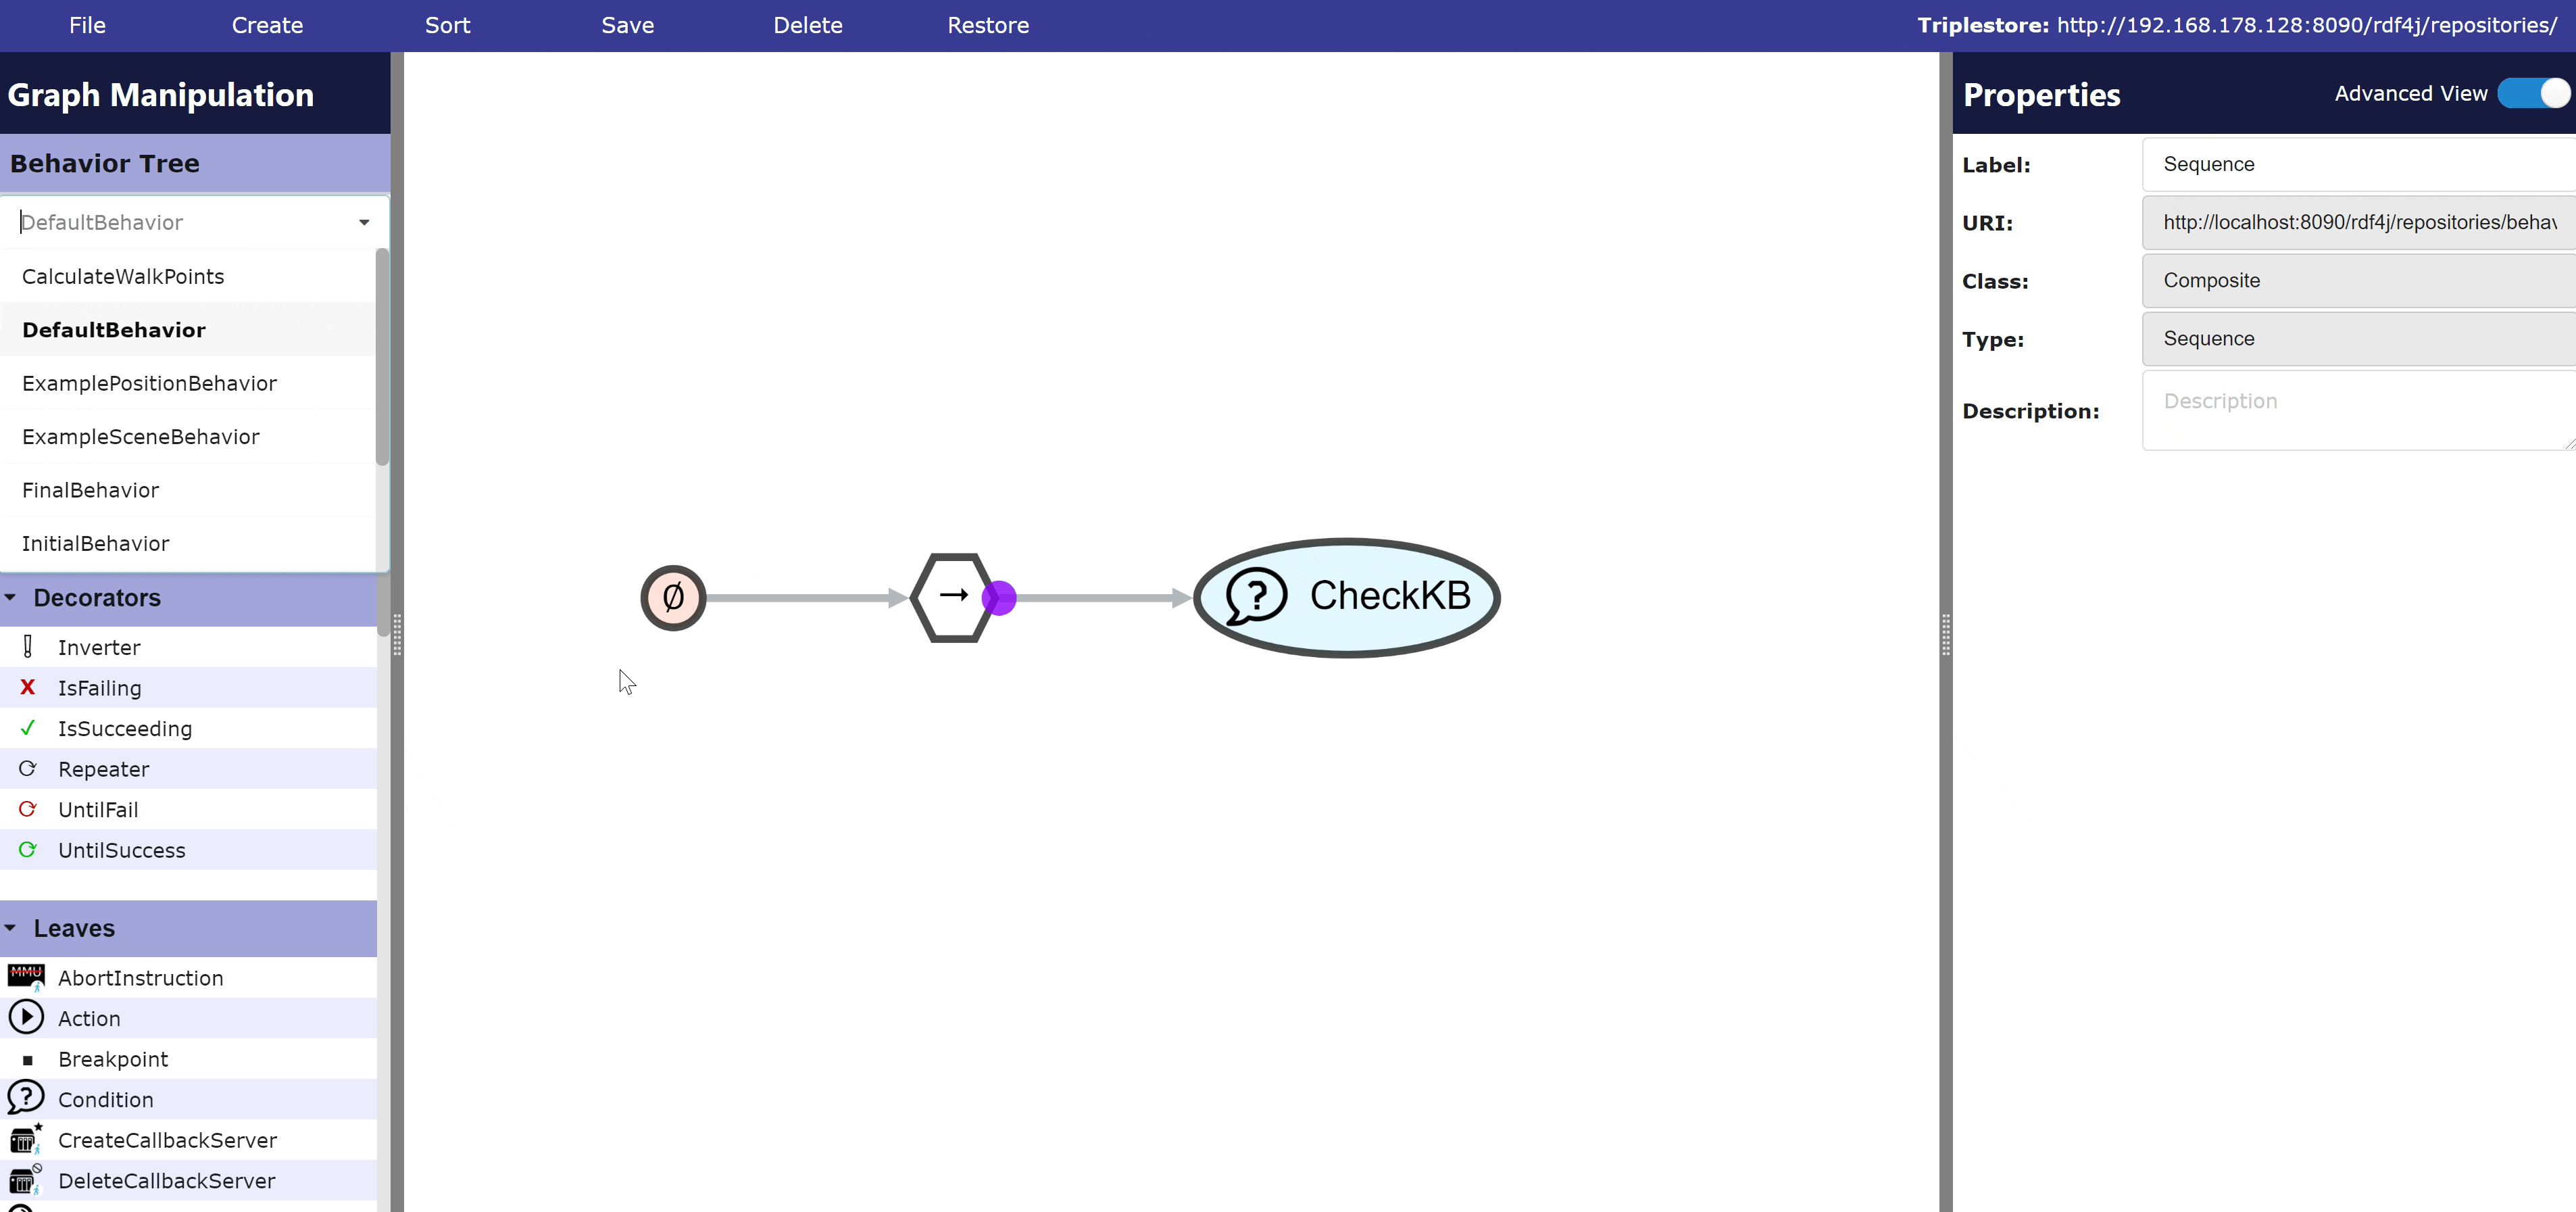 File Create Sort Save Delete Restore Triplestore: http://192.168.178.128:8090/rdf4j/repositories/
Graph Manipulation
Behavior Tree
DefaultBehavior
CalculateWalkPoints
DefaultBehavior
ExamplePositionBehavior
ExampleSceneBehavior
FinalBehavior
InitialBehavior
Decorators
Inverter
IsFailing
IsSucceeding
Repeater
UntilFail
UntilSuccess
Leaves
MMU AbortInstruction
Action
Breakpoint
Condition
CreateCallbackServer
DeleteCallbackServer
Ø → ? CheckKB
Properties Advanced View
Label: Sequence
URI: http://localhost:8090/rdf4j/repositories/behav
Class: Composite
Type: Sequence
Description: Description